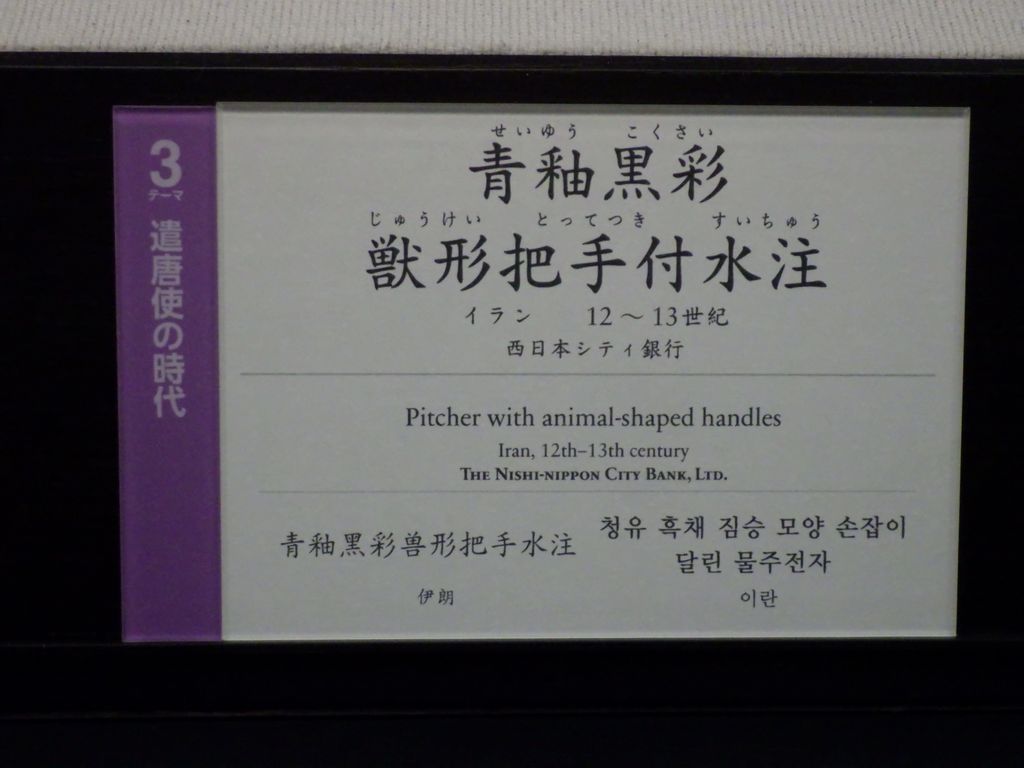 3
テーマ
遣唐使の時代
せいゆう こくさい
青釉黒彩
じゅうけい とってつき すいちゅう
獣形把手付水注
イラン 12～13世紀
西日本シティ銀行
Pitcher with animal-shaped handles
Iran, 12th–13th century
THE NISHI-NIPPON CITY BANK, LTD.
青釉黑彩兽形把手水注
伊朗
청유 흑채 짐승 모양 손잡이
달린 물주전자
이란